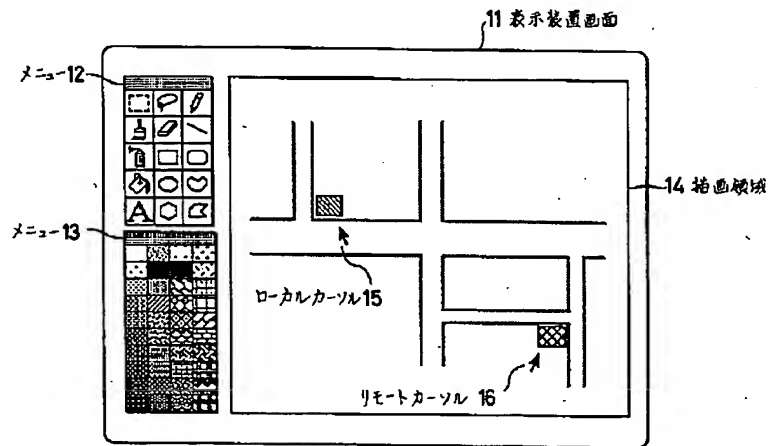 11 表示装置画面
メニュー12
A
14 描画領域
メニュー13
ローカルカーソル15
リモートカーソル 16